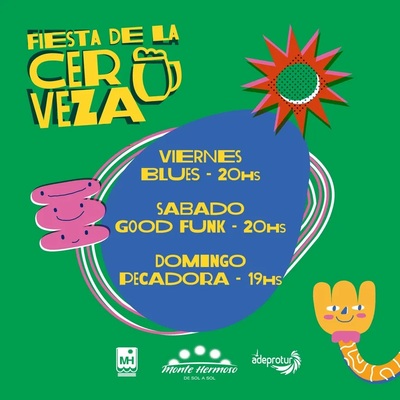 FIESTA DE LA
CER
VEZA
VIERNES
BLUES - 20HS
SABADO
GOOD FUNK - 20HS
DOMINGO
PECADORA - 19HS
MH
Monte Hermoso
DE SOL A SOL
adeprotur